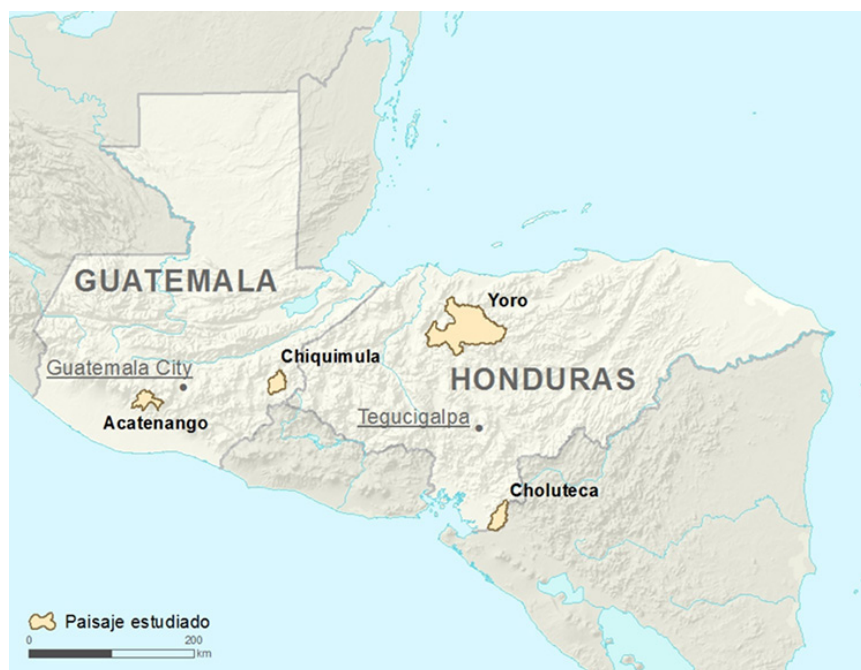 GUATEMALA
Yoro
Chiquimula
Guatemala City
HONDURAS
Acatenango
Tegucigalpa
Choluteca
Paisaje estudiado
0 200
km